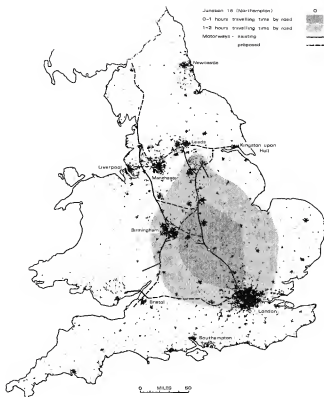 Junction 16 (Northampton) O
0-1 hours travelling time by road
1-2 hours travelling time by road
Motorways - existing
proposed
Newcastle
Leeds
Kingston upon
Hull
Liverpool
Manchester
Birmingham
Bristol
London
Southampton
0 MILES 50